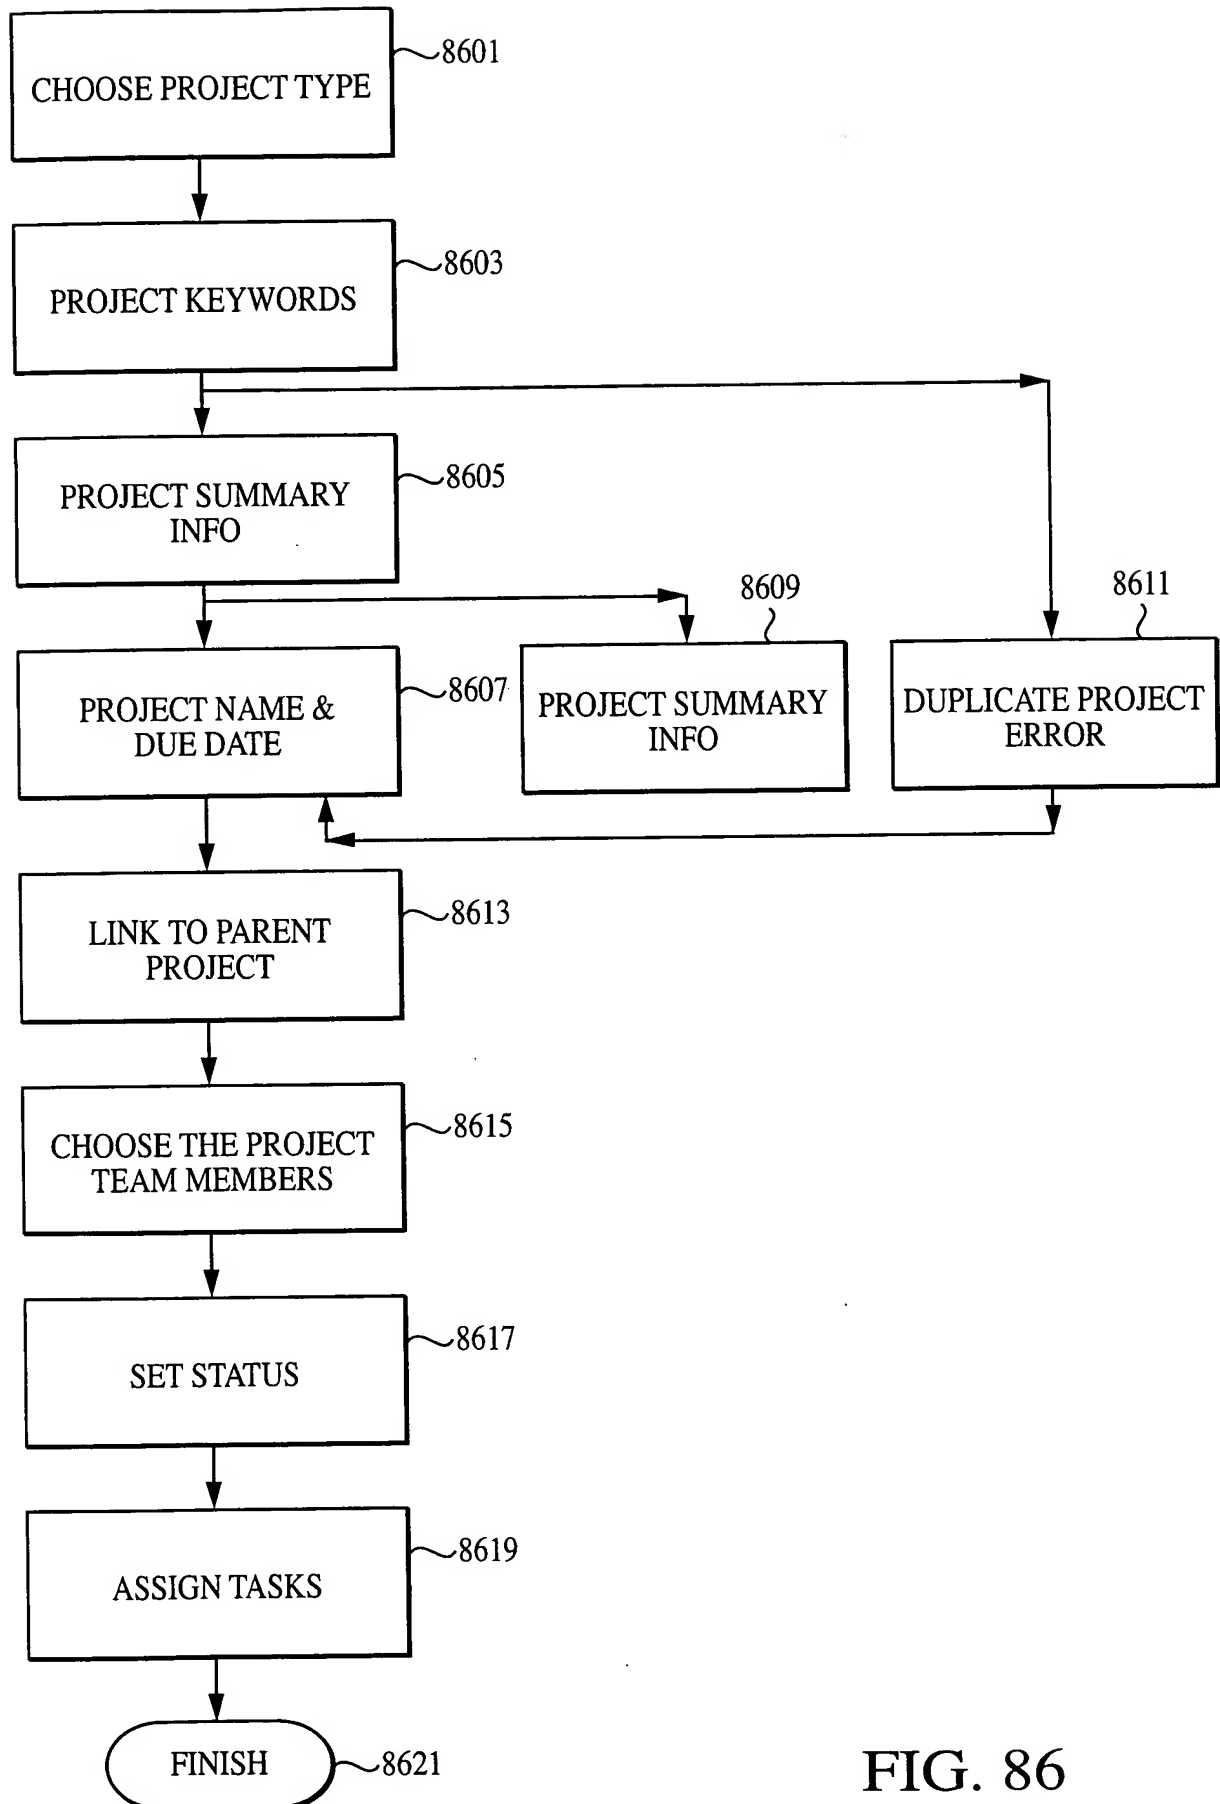 8601
CHOOSE PROJECT TYPE
8603
PROJECT KEYWORDS
8605
PROJECT SUMMARY
INFO
8609
8611
8607
PROJECT NAME &
DUE DATE
PROJECT SUMMARY
INFO
DUPLICATE PROJECT
ERROR
8613
LINK TO PARENT
PROJECT
8615
CHOOSE THE PROJECT
TEAM MEMBERS
8617
SET STATUS
8619
ASSIGN TASKS
FINISH
8621
FIG. 86